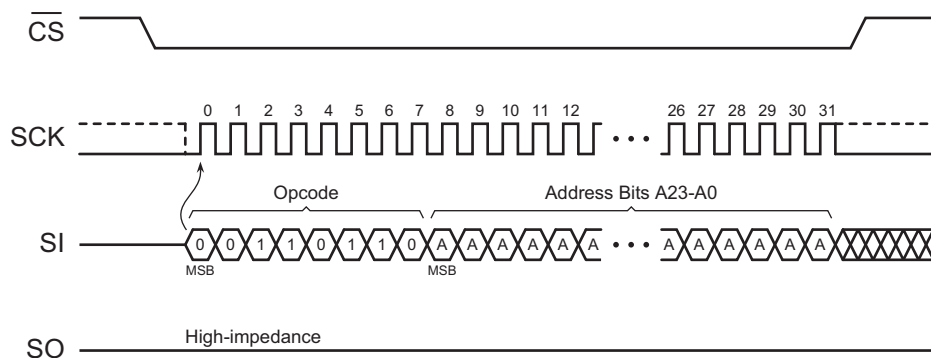 CS
0 1 2 3 4 5 6 7 8 9 10 11 12 26 27 28 29 30 31
SCK
Opcode Address Bits A23-A0
SI 0 0 1 1 0 1 1 0 A A A A A A A A A A A A
MSB MSB
High-impedance
SO